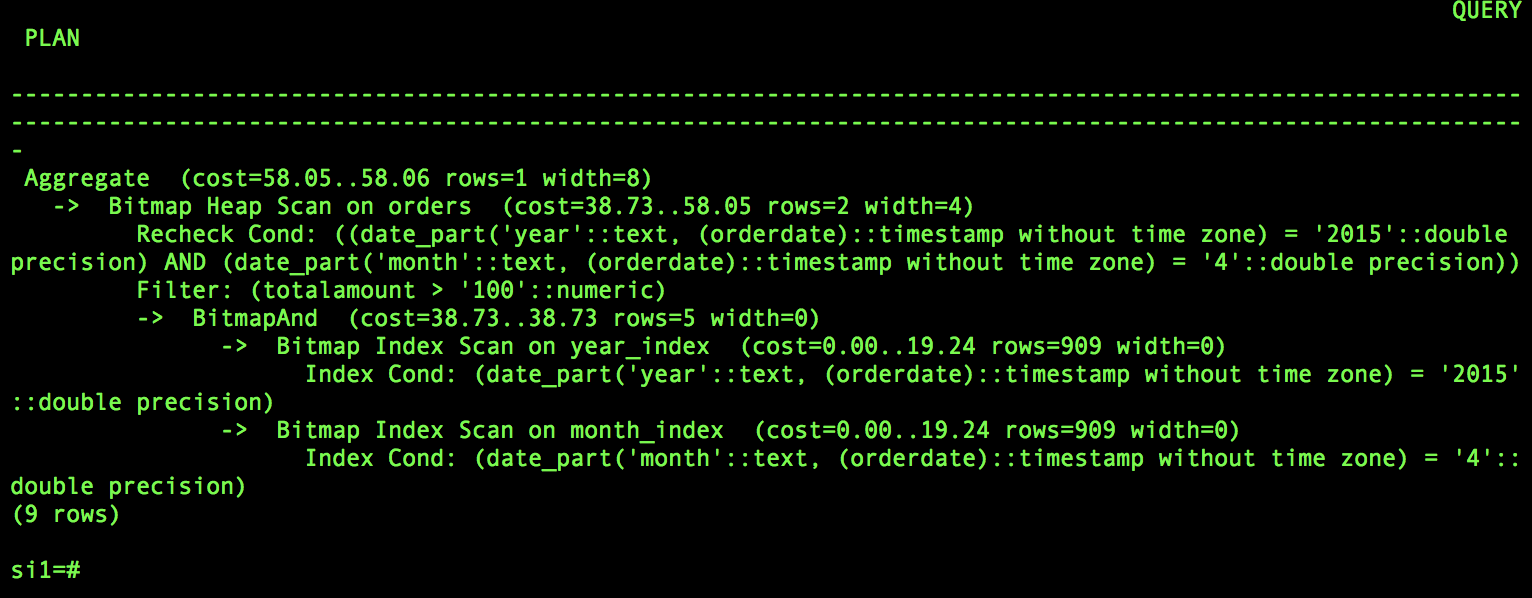 QUERY
PLAN
------------------------------------------------------------------------------------------------------------
------------------------------------------------------------------------------------------------------------
-
Aggregate  (cost=58.05..58.06 rows=1 width=8)
  ->  Bitmap Heap Scan on orders  (cost=38.73..58.05 rows=2 width=4)
        Recheck Cond: ((date_part('year'::text, (orderdate)::timestamp without time zone) = '2015'::double
precision) AND (date_part('month'::text, (orderdate)::timestamp without time zone) = '4'::double precision))
        Filter: (totalamount > '100'::numeric)
        ->  BitmapAnd  (cost=38.73..38.73 rows=5 width=0)
              ->  Bitmap Index Scan on year_index  (cost=0.00..19.24 rows=909 width=0)
                    Index Cond: (date_part('year'::text, (orderdate)::timestamp without time zone) = '2015'
::double precision)
              ->  Bitmap Index Scan on month_index  (cost=0.00..19.24 rows=909 width=0)
                    Index Cond: (date_part('month'::text, (orderdate)::timestamp without time zone) = '4'::
double precision)
(9 rows)
si1=#